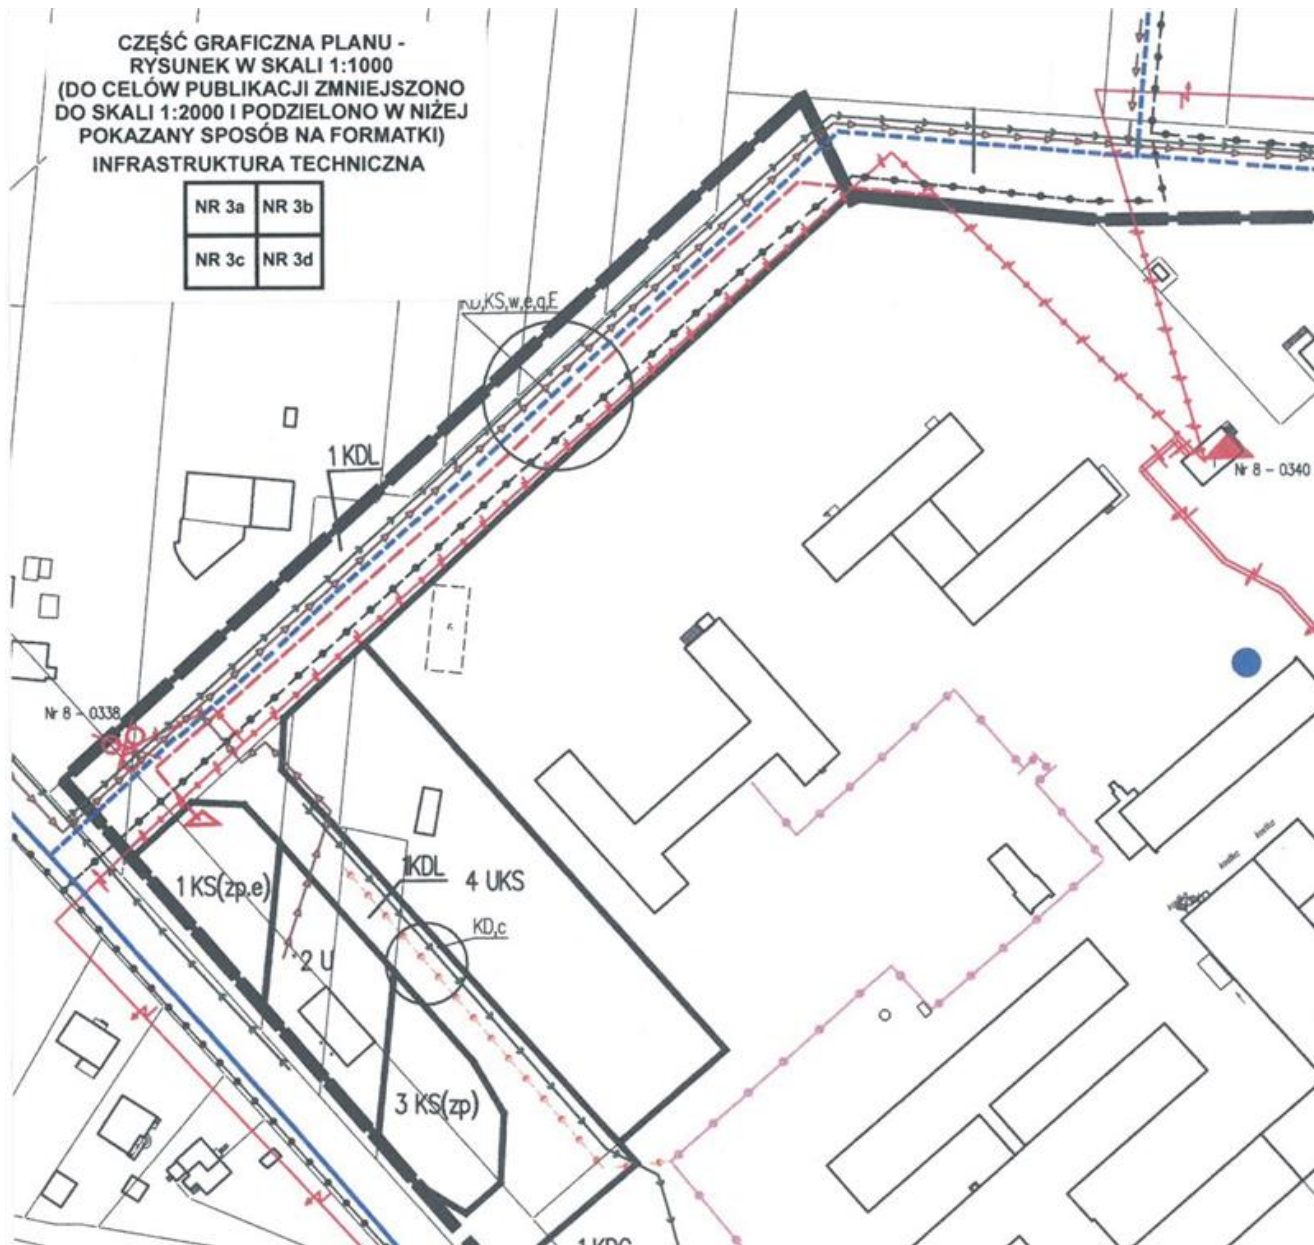 CZĘŚĆ GRAFICZNA PLANU -
RYSUNEK W SKALI 1:1000
(DO CELÓW PUBLIKACJI ZMNIEJSZONO
DO SKALI 1:2000 I PODZIELONO W NIŻEJ
POKAZANY SPOSÓB NA FORMATKI)
INFRASTRUKTURA TECHNICZNA
NR 3a NR 3b
NR 3c NR 3d
KD,KS,w,e,g,E
1 KDL
Nr 8 - 0340
Nr 8 - 0338
1 KS(zp.e)
1KDL
4 UKS
KD,c
2 U
3 KS(zp)